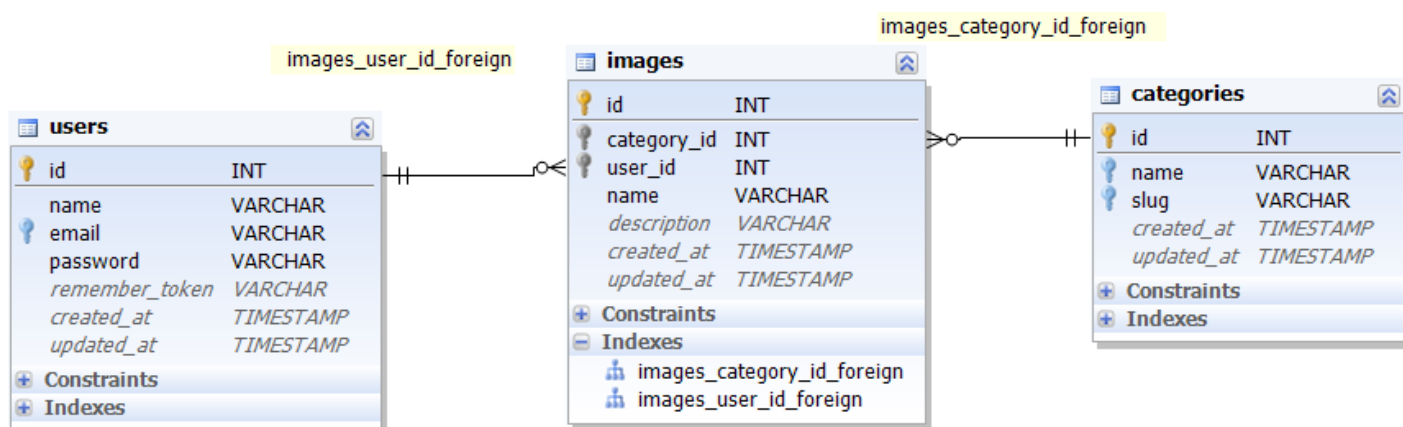 images_user_id_foreign
images_category_id_foreign
users
id INT
name VARCHAR
email VARCHAR
password VARCHAR
remember_token VARCHAR
created_at TIMESTAMP
updated_at TIMESTAMP
Constraints
Indexes
images
id INT
category_id INT
user_id INT
name VARCHAR
description VARCHAR
created_at TIMESTAMP
updated_at TIMESTAMP
Constraints
Indexes
images_category_id_foreign
images_user_id_foreign
categories
id INT
name VARCHAR
slug VARCHAR
created_at TIMESTAMP
updated_at TIMESTAMP
Constraints
Indexes